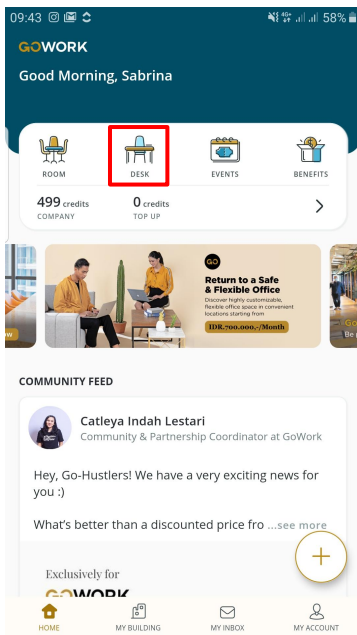 09:43
4G+ 58%
GOWORK
Good Morning, Sabrina
ROOM DESK EVENTS BENEFITS
499 credits 0 credits
COMPANY TOP UP
GO
Return to a Safe
& Flexible Office
Discover highly customizable,
flexible office space in convenient
locations starting from
IDR.700.000,-/Month
COMMUNITY FEED
Catleya Indah Lestari
Community & Partnership Coordinator at GoWork
Hey, Go-Hustlers! We have a very exciting news for
you :)
What's better than a discounted price fro ...see more
Exclusively for
GOWORK
HOME MY BUILDING MY INBOX MY ACCOUNT